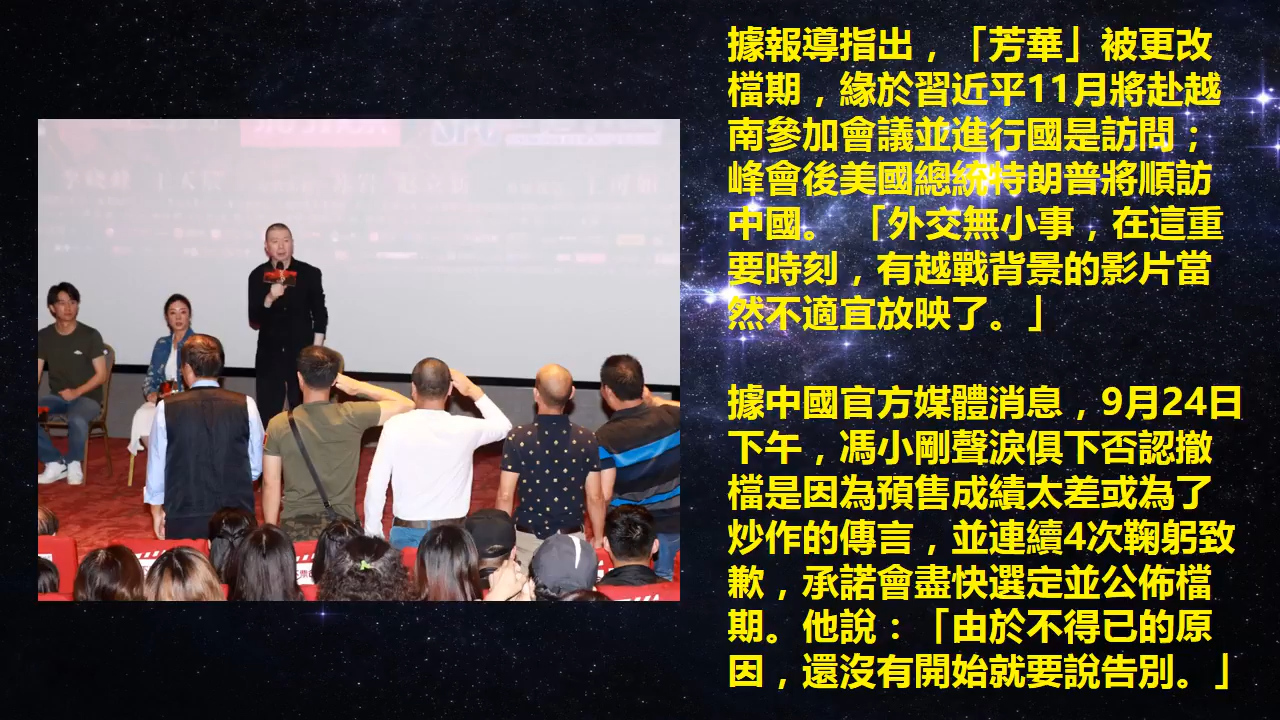 據報導指出，「芳華」被更改
檔期，緣於習近平11月將赴越
南參加會議並進行國是訪問；
峰會後美國總統特朗普將順訪
中國。 「外交無小事，在這重
要時刻，有越戰背景的影片當
然不適宜放映了。」
據中國官方媒體消息，9月24日
下午，馮小剛聲淚俱下否認撤
檔是因為預售成績太差或為了
炒作的傳言，並連續4次鞠躬致
歉，承諾會盡快選定並公佈檔
期。他說：「由於不得已的原
因，還沒有開始就要說告別。」